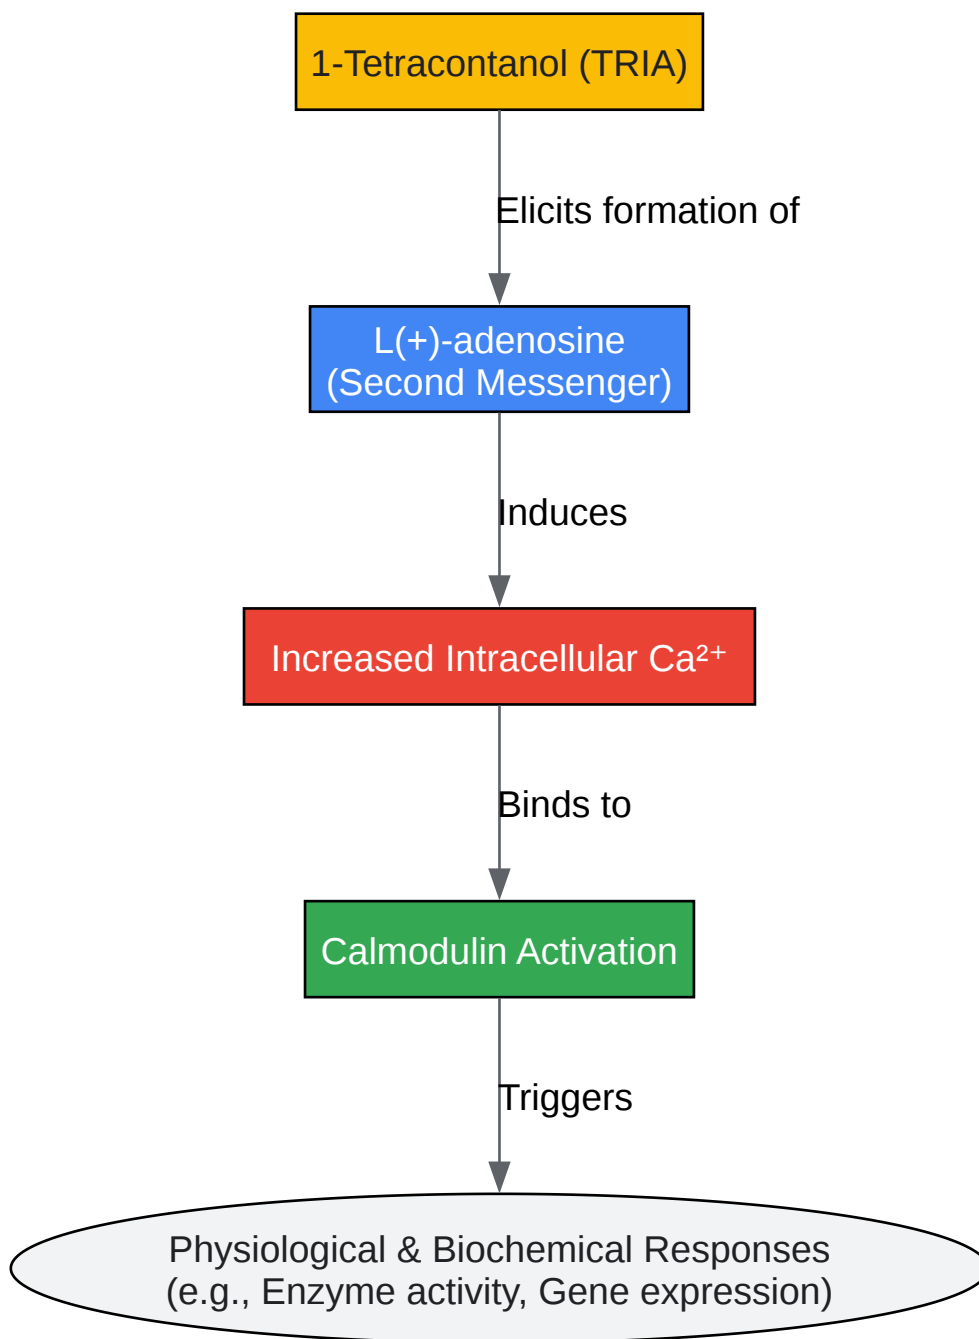 1-Tetracontanol (TRIA)
Elicits formation of
L(+)-adenosine
(Second Messenger)
Induces
Increased Intracellular Ca²⁺
Binds to
Calmodulin Activation
Triggers
Physiological & Biochemical Responses
(e.g., Enzyme activity, Gene expression)